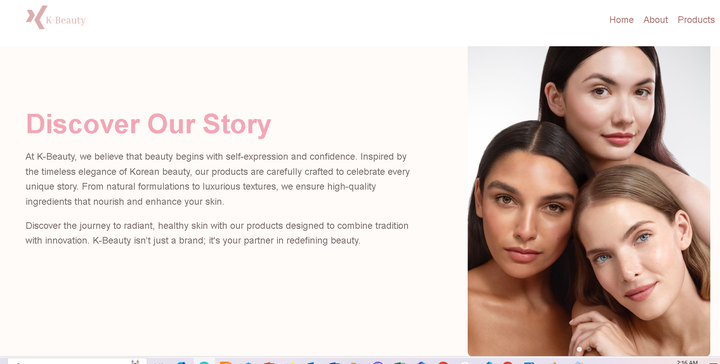 K-Beauty
Home About Products
Discover Our Story
At K-Beauty, we believe that beauty begins with self-expression and confidence. Inspired by
the timeless elegance of Korean beauty, our products are carefully crafted to celebrate every
unique story. From natural formulations to luxurious textures, we ensure high-quality
ingredients that nourish and enhance your skin.
Discover the journey to radiant, healthy skin with our products designed to combine tradition
with innovation. K-Beauty isn't just a brand; it's your partner in redefining beauty.
2:16 AM